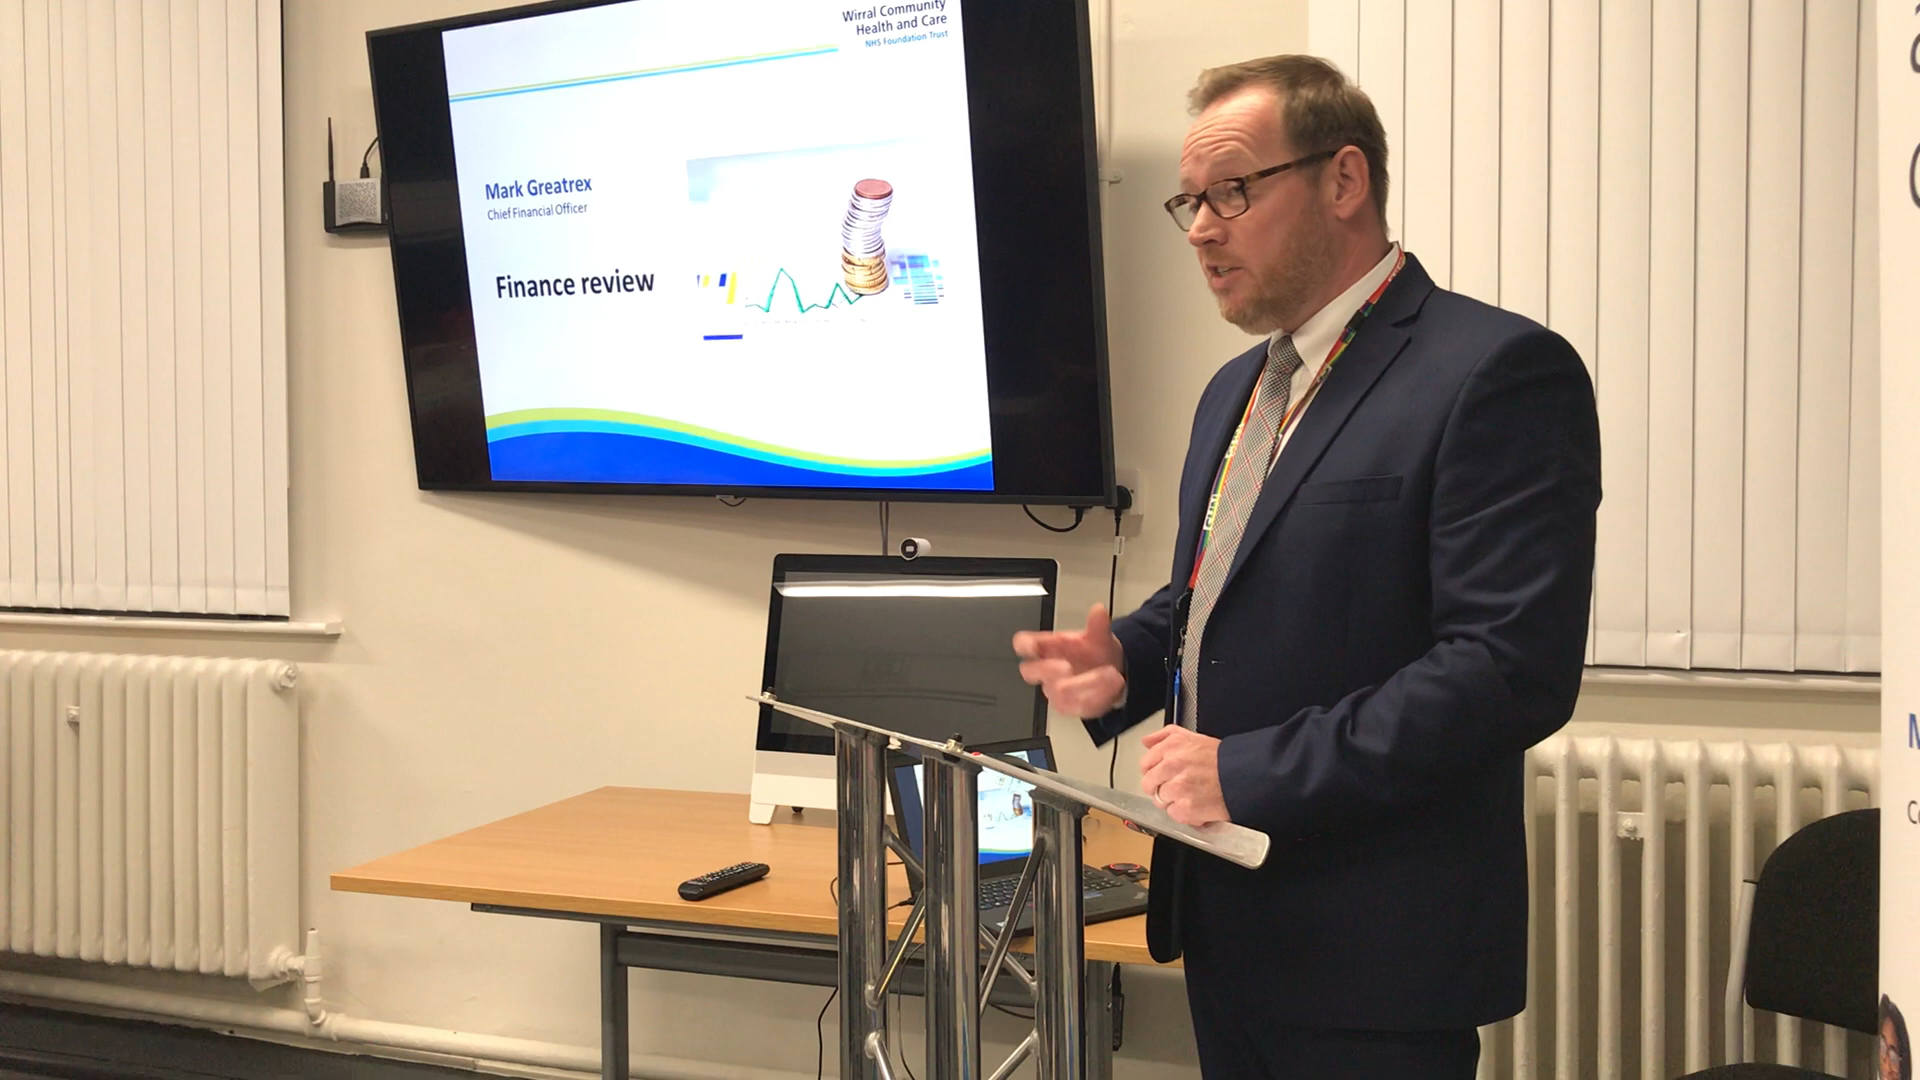 Wirral Community
Health and Care
NHS Foundation Trust
Mark Greatrex
Chief Financial Officer
Finance review